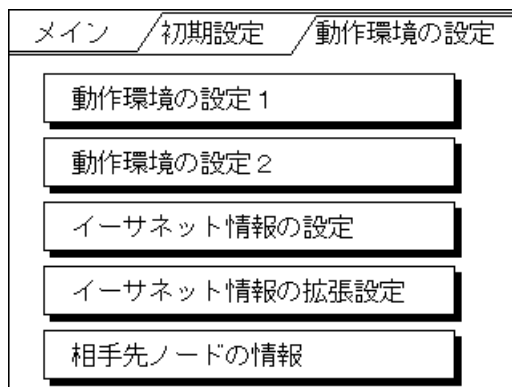 メイン 初期設定 動作環境の設定
動作環境の設定1
動作環境の設定2
イーサネット情報の設定
イーサネット情報の拡張設定
相手先ノードの情報